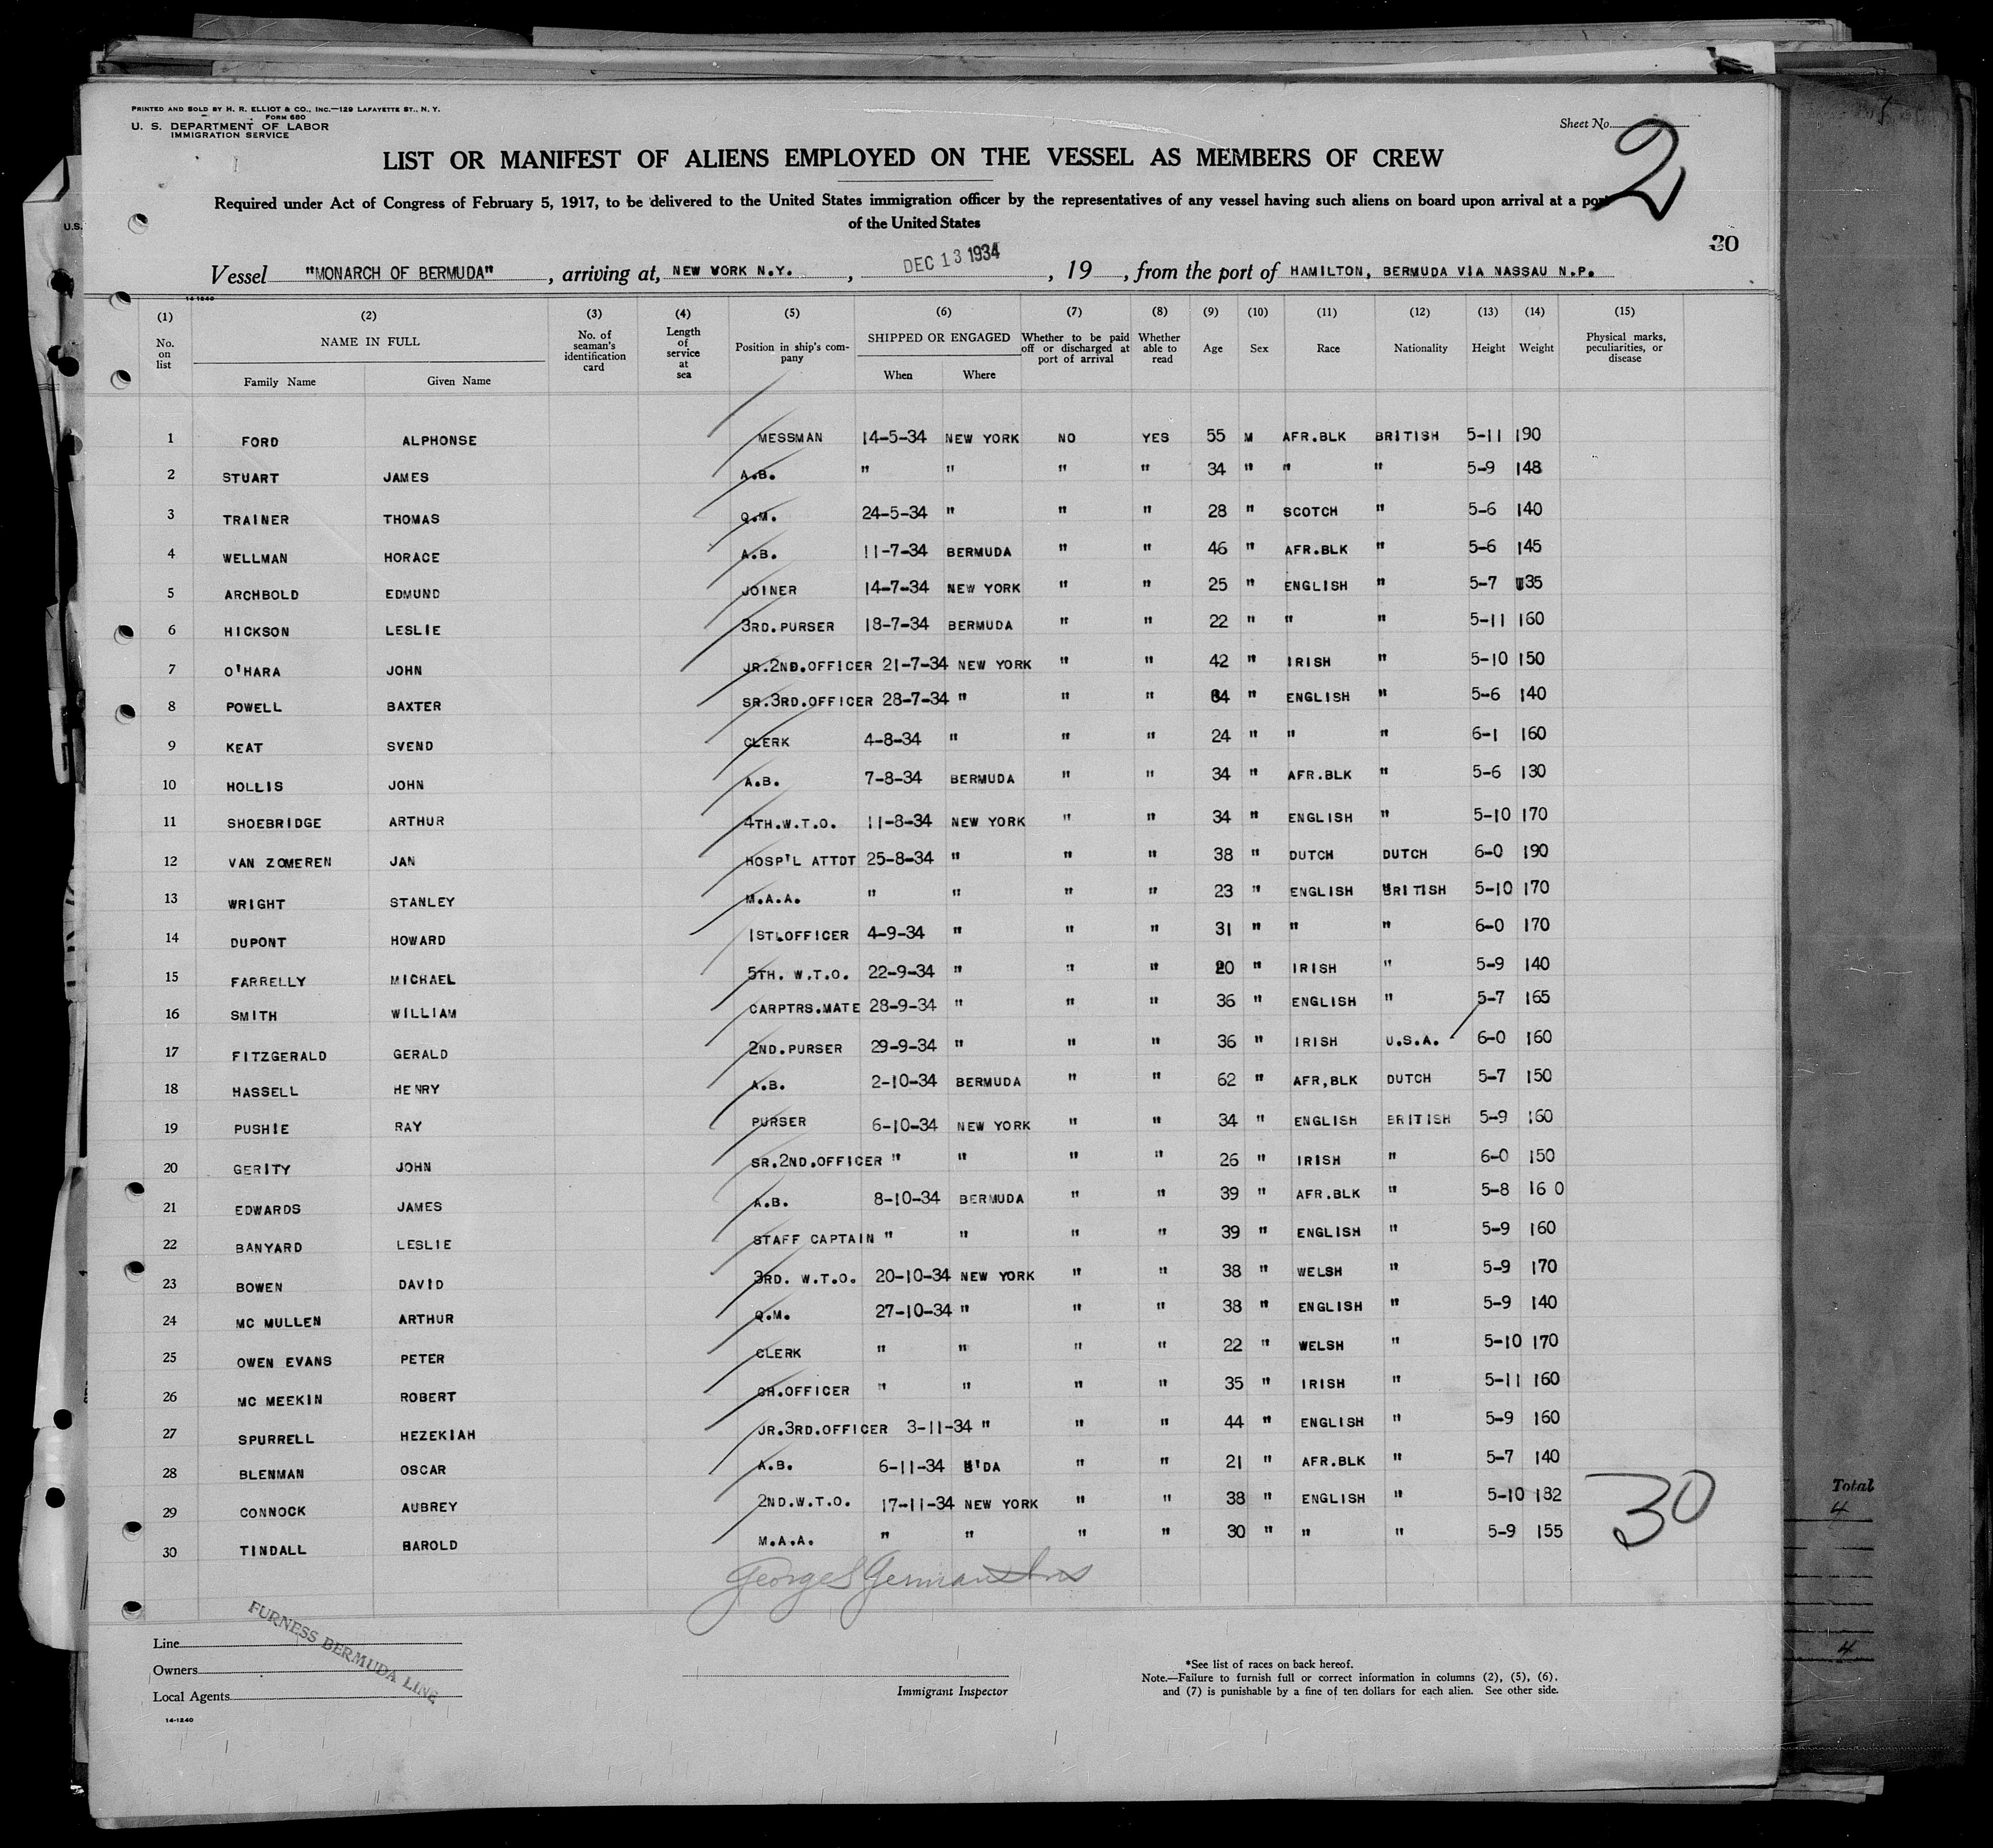 PRINTED AND SOLD BY H. R. ELLIOT & CO., INC.—129 LAFAYETTE ST., N. Y.
FORM 680
U. S. DEPARTMENT OF LABOR
IMMIGRATION SERVICE
Sheet No. 2
LIST OR MANIFEST OF ALIENS EMPLOYED ON THE VESSEL AS MEMBERS OF CREW
Required under Act of Congress of February 5, 1917, to be delivered to the United States immigration officer by the representatives of any vessel having such aliens on board upon arrival at a port
of the United States
30
Vessel "MONARCH OF BERMUDA", arriving at, NEW YORK N.Y., DEC 13 1934, 19 , from the port of HAMILTON, BERMUDA VIA NASSAU N.P.
14-1240
(1) No. on list (2) NAME IN FULL Family Name Given Name (3) No. of seaman's identification card (4) Length of service at sea (5) Position in ship's company (6) SHIPPED OR ENGAGED When Where (7) Whether to be paid off or discharged at port of arrival (8) Whether able to read (9) Age (10) Sex (11) Race (12) Nationality (13) Height (14) Weight (15) Physical marks, peculiarities, or disease
1 FORD ALPHONSE MESSMAN 14-5-34 NEW YORK NO YES 55 M AFR.BLK BRITISH 5-11 190
2 STUART JAMES A.B. " " " " 34 " " " 5-9 148
3 TRAINER THOMAS Q.M. 24-5-34 " " " 28 " SCOTCH " 5-6 140
4 WELLMAN HORACE A.B. 11-7-34 BERMUDA " " 46 " AFR.BLK " 5-6 145
5 ARCHBOLD EDMUND JOINER 14-7-34 NEW YORK " " 25 " ENGLISH " 5-7 135
6 HICKSON LESLIE 3RD.PURSER 18-7-34 BERMUDA " " 22 " " " 5-11 160
7 O'HARA JOHN JR.2ND.OFFICER 21-7-34 NEW YORK " " 42 " IRISH " 5-10 150
8 POWELL BAXTER SR.3RD.OFFICER 28-7-34 " " " 34 " ENGLISH " 5-6 140
9 KEAT SVEND CLERK 4-8-34 " " " 24 " " " 6-1 160
10 HOLLIS JOHN A.B. 7-8-34 BERMUDA " " 34 " AFR.BLK " 5-6 130
11 SHOEBRIDGE ARTHUR 4TH.W.T.O. 11-8-34 NEW YORK " " 34 " ENGLISH " 5-10 170
12 VAN ZOMEREN JAN HOSP'L ATTDT 25-8-34 " " " 38 " DUTCH DUTCH 6-0 190
13 WRIGHT STANLEY M.A.A. " " " " 23 " ENGLISH BRITISH 5-10 170
14 DUPONT HOWARD 1ST.OFFICER 4-9-34 " " " 31 " " " 6-0 170
15 FARRELLY MICHAEL 5TH. W.T.O. 22-9-34 " " " 20 " IRISH " 5-9 140
16 SMITH WILLIAM CARPTRS.MATE 28-9-34 " " " 36 " ENGLISH " 5-7 165
17 FITZGERALD GERALD 2ND.PURSER 29-9-34 " " " 36 " IRISH U.S.A. 6-0 160
18 HASSELL HENRY A.B. 2-10-34 BERMUDA " " 62 " AFR,BLK DUTCH 5-7 150
19 PUSHIE RAY PURSER 6-10-34 NEW YORK " " 34 " ENGLISH BRITISH 5-9 160
20 GERITY JOHN SR.2ND.OFFICER " " " " 26 " IRISH " 6-0 150
21 EDWARDS JAMES A.B. 8-10-34 BERMUDA " " 39 " AFR.BLK " 5-8 16 0
22 BANYARD LESLIE STAFF CAPTAIN " " " " 39 " ENGLISH " 5-9 160
23 BOWEN DAVID 3RD. W.T.O. 20-10-34 NEW YORK " " 38 " WELSH " 5-9 170
24 MC MULLEN ARTHUR Q.M. 27-10-34 " " " 38 " ENGLISH " 5-9 140
25 OWEN EVANS PETER CLERK " " " " 22 " WELSH " 5-10 170
26 MC MEEKIN ROBERT CH.OFFICER " " " " 35 " IRISH " 5-11 160
27 SPURRELL HEZEKIAH JR.3RD.OFFICER 3-11-34 " " " 44 " ENGLISH " 5-9 160
28 BLENMAN OSCAR A.B. 6-11-34 B'DA " " 21 " AFR.BLK " 5-7 140
29 CONNOCK AUBREY 2ND.W.T.O. 17-11-34 NEW YORK " " 38 " ENGLISH " 5-10 182
30 TINDALL HAROLD M.A.A. " " " " 30 " " " 5-9 155
30
Total
4
4
George S German
FURNESS BERMUDA LINE
Line
Owners
Local Agents
Immigrant Inspector
*See list of races on back hereof.
Note.—Failure to furnish full or correct information in columns (2), (5), (6),
and (7) is punishable by a fine of ten dollars for each alien. See other side.
14-1240
U.S.